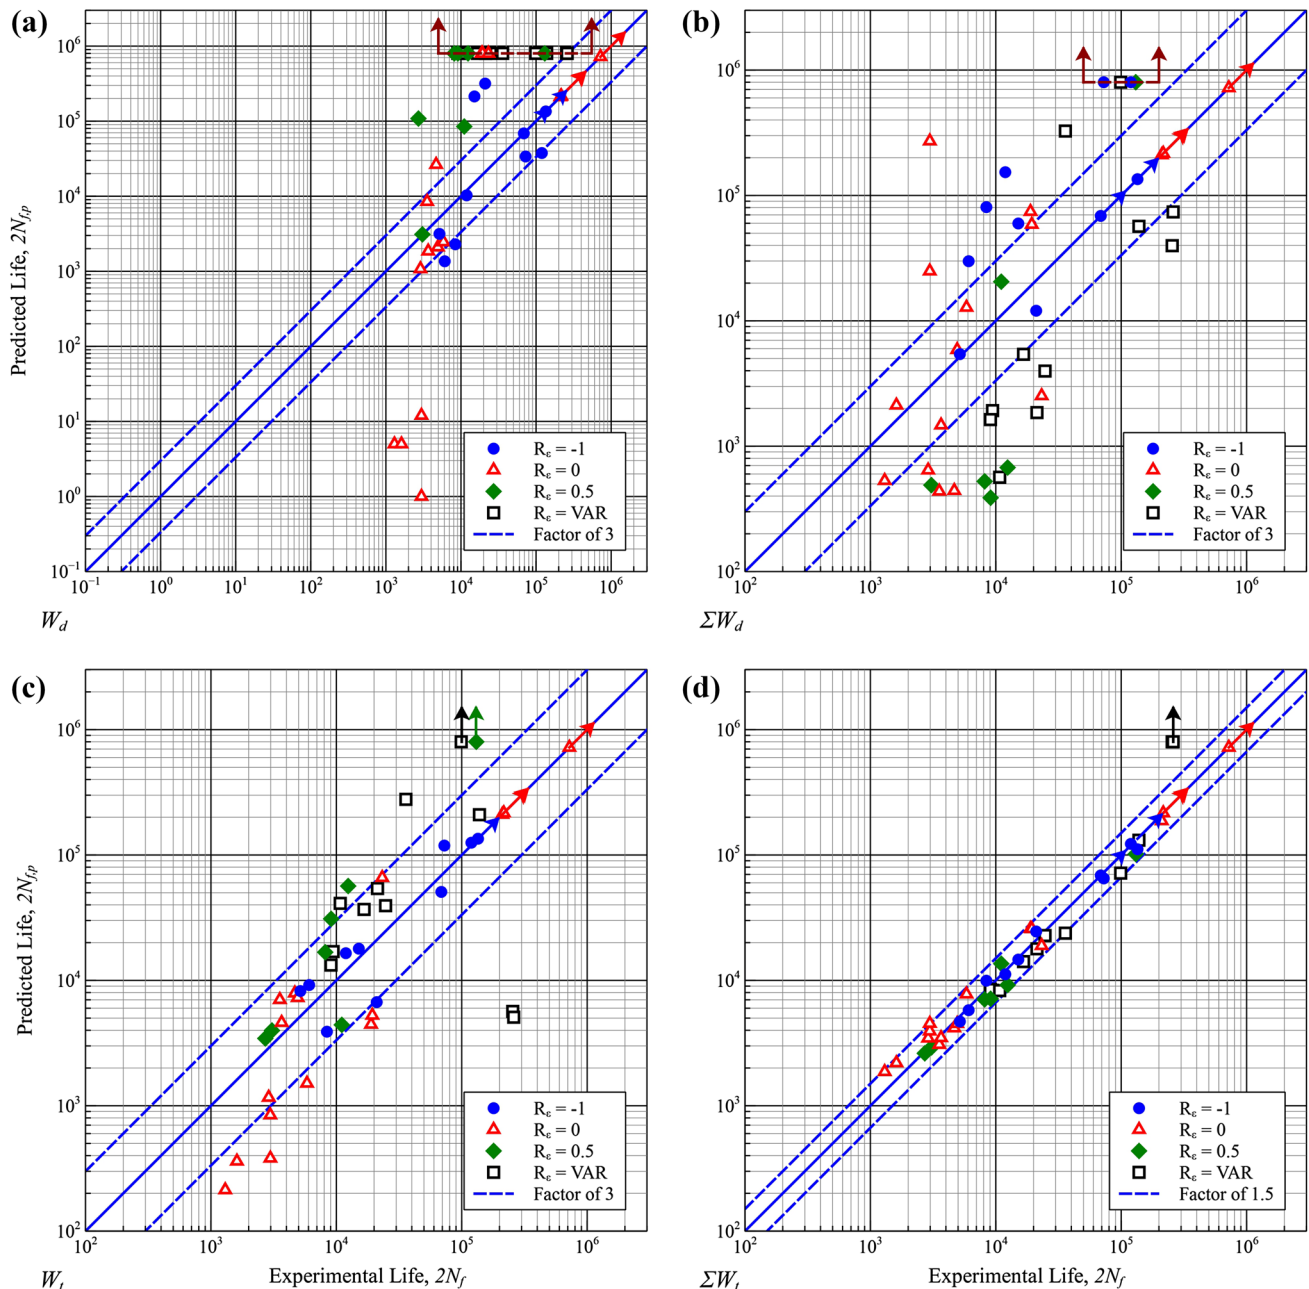 (a)
10⁶
10⁵
10⁴
10³
10²
10¹
10⁰
10⁻¹
Predicted Life, 2Nf,p
Rε = -1
Rε = 0
Rε = 0.5
Rε = VAR
Factor of 3
10⁻¹ 10⁰ 10¹ 10² 10³ 10⁴ 10⁵ 10⁶
Wd
(b)
10⁶
10⁵
10⁴
10³
10²
Rε = -1
Rε = 0
Rε = 0.5
Rε = VAR
Factor of 3
10² 10³ 10⁴ 10⁵ 10⁶
ΣWd
(c)
10⁶
10⁵
10⁴
10³
10²
Predicted Life, 2Nf,p
Rε = -1
Rε = 0
Rε = 0.5
Rε = VAR
Factor of 3
10² 10³ 10⁴ 10⁵ 10⁶
Wt
Experimental Life, 2Nf
(d)
10⁶
10⁵
10⁴
10³
10²
Rε = -1
Rε = 0
Rε = 0.5
Rε = VAR
Factor of 1.5
10² 10³ 10⁴ 10⁵ 10⁶
ΣWt
Experimental Life, 2Nf